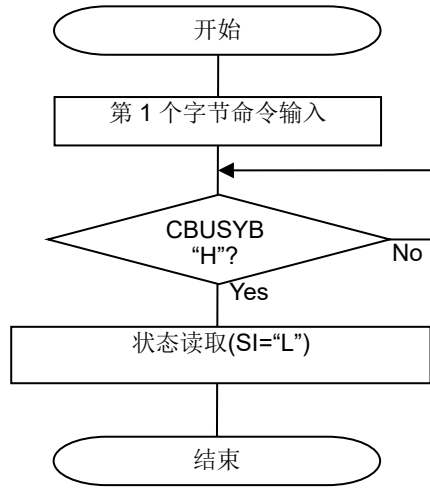 开始
第 1 个字节命令输入
CBUSYB
“H”?
No
Yes
状态读取(SI=“L”)
结束